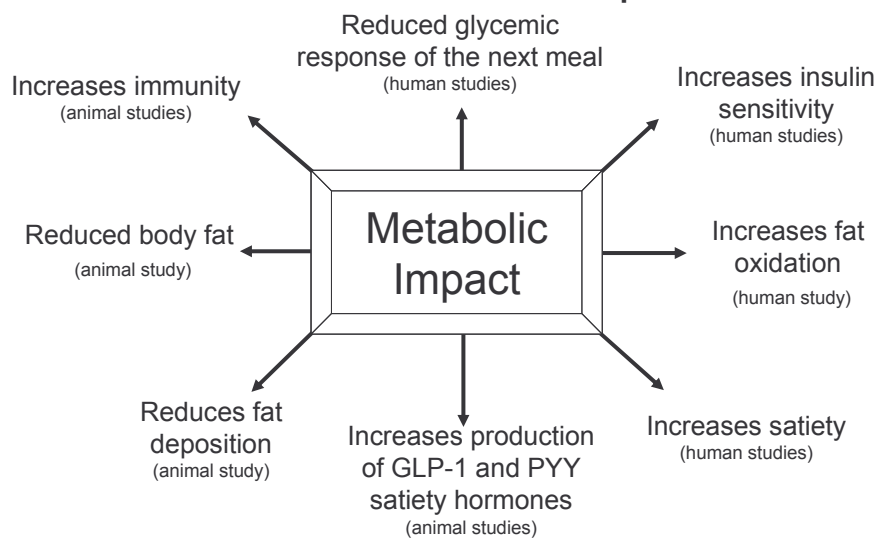 Reduced glycemic
response of the next meal
(human studies)
Increases immunity
(animal studies)
Increases insulin
sensitivity
(human studies)
Reduced body fat
(animal study)
Metabolic
Impact
Increases fat
oxidation
(human study)
Reduces fat
deposition
(animal study)
Increases production
of GLP-1 and PYY
satiety hormones
(animal studies)
Increases satiety
(human studies)